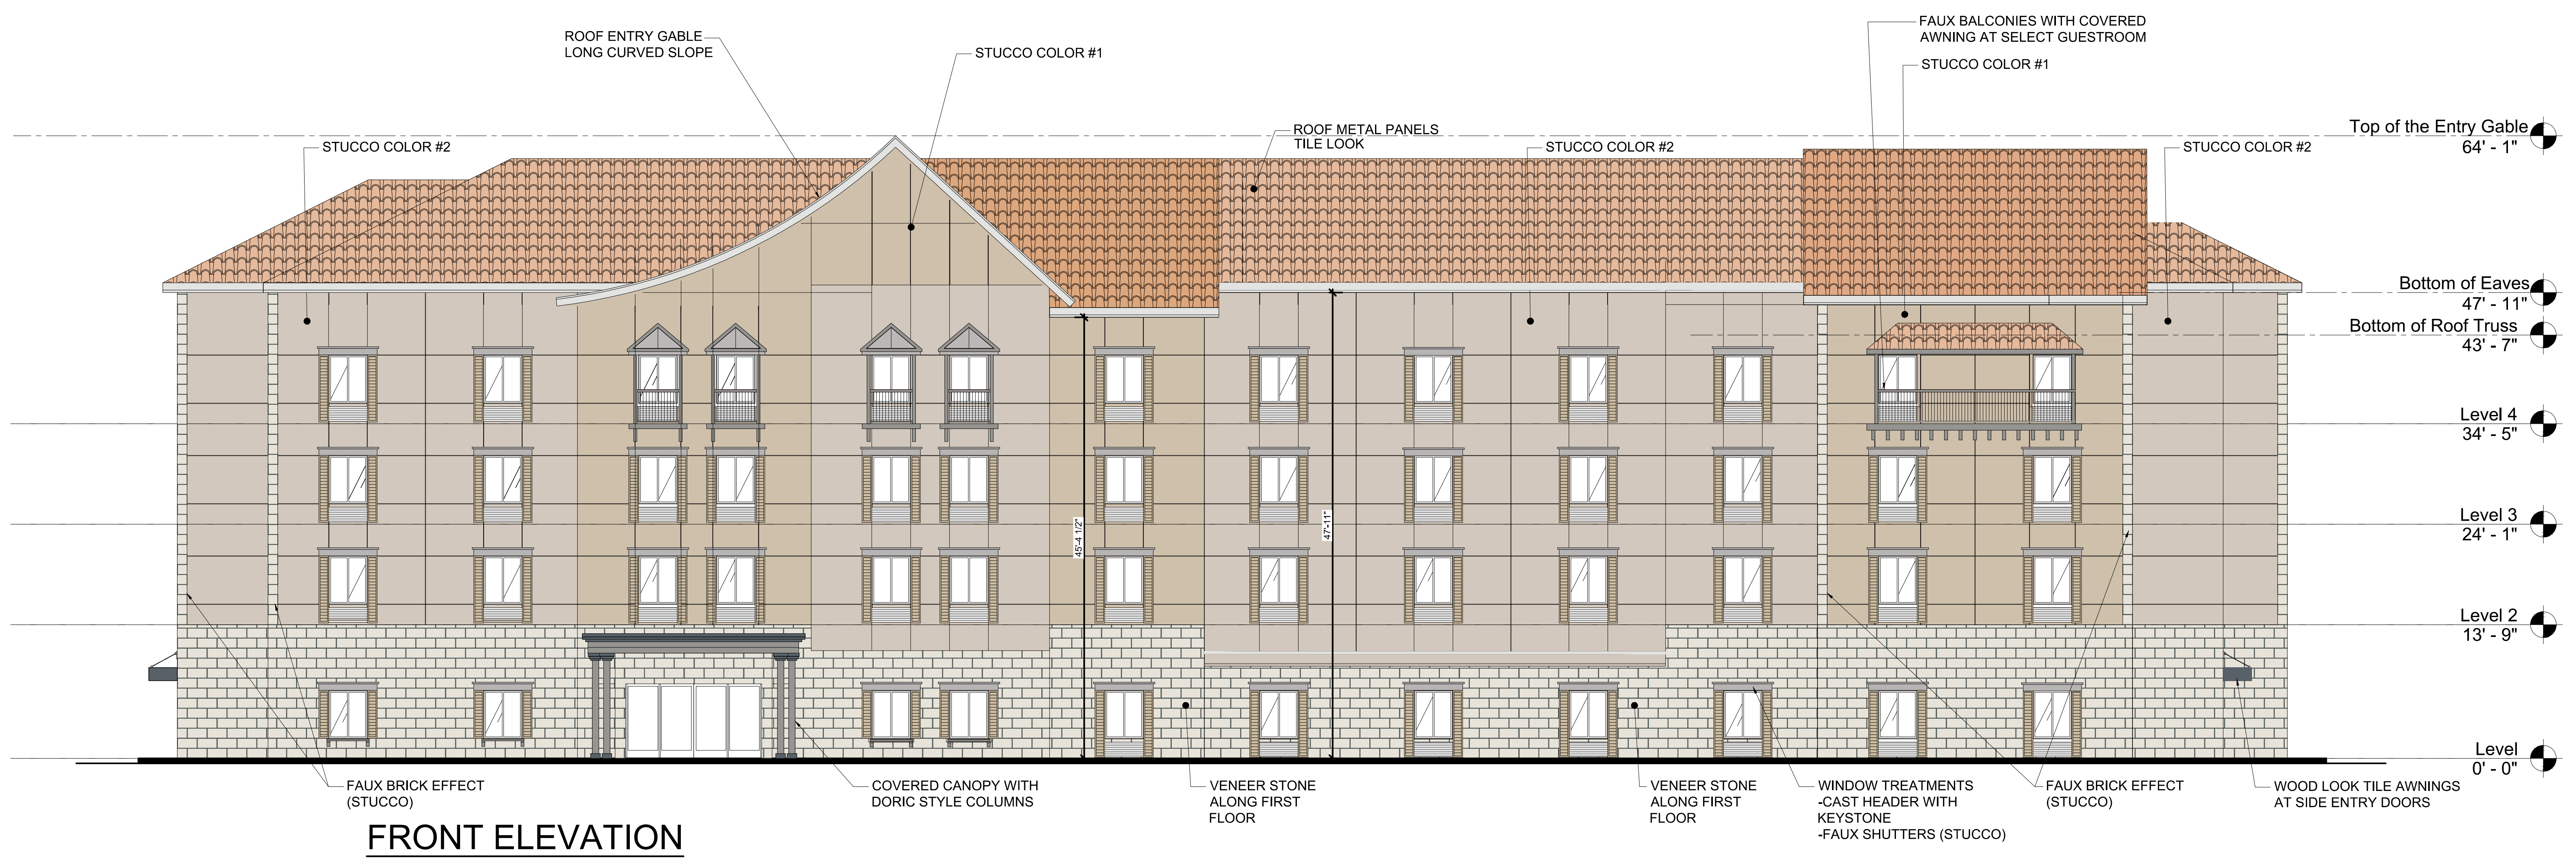 FAUX BALCONIES WITH COVERED
AWNING AT SELECT GUESTROOM
ROOF ENTRY GABLE
LONG CURVED SLOPE
STUCCO COLOR #1
STUCCO COLOR #1
Top of the Entry Gable
64' - 1"
ROOF METAL PANELS
TILE LOOK
STUCCO COLOR #2
STUCCO COLOR #2
STUCCO COLOR #2
Bottom of Eaves
47' - 11"
Bottom of Roof Truss
43' - 7"
Level 4
34' - 5"
Level 3
24' - 1"
45'-4 1/2"
47'-11"
Level 2
13' - 9"
Level
0' - 0"
FAUX BRICK EFFECT
(STUCCO)
COVERED CANOPY WITH
DORIC STYLE COLUMNS
VENEER STONE
ALONG FIRST
FLOOR
VENEER STONE
ALONG FIRST
FLOOR
WINDOW TREATMENTS
-CAST HEADER WITH
KEYSTONE
-FAUX SHUTTERS (STUCCO)
FAUX BRICK EFFECT
(STUCCO)
WOOD LOOK TILE AWNINGS
AT SIDE ENTRY DOORS
FRONT ELEVATION